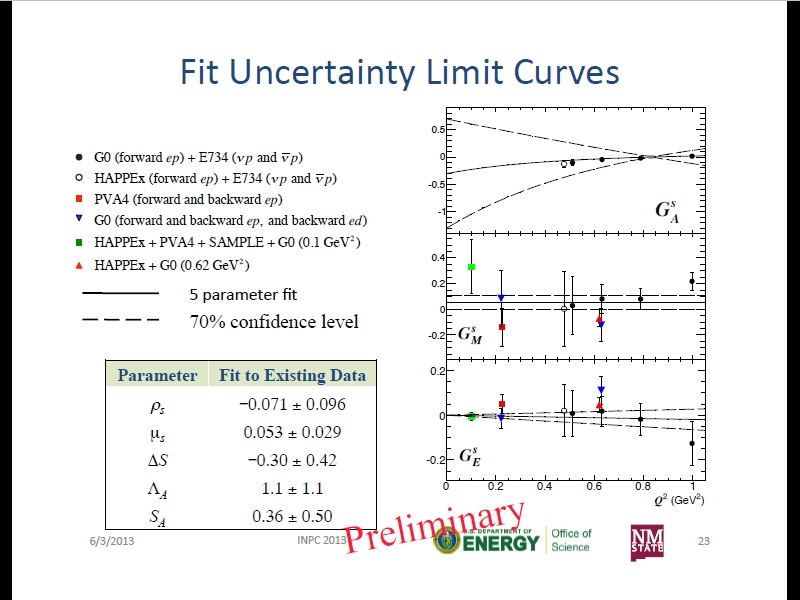 Fit Uncertainty Limit Curves
G0 (forward ep) + E734 (νp and ν̅p)
HAPPEx (forward ep) + E734 (νp and ν̅p)
PVA4 (forward and backward ep)
G0 (forward and backward ep, and backward ed)
HAPPEx + PVA4 + SAMPLE + G0 (0.1 GeV²)
HAPPEx + G0 (0.62 GeV²)
5 parameter fit
70% confidence level
Parameter Fit to Existing Data
ρₛ −0.071 ± 0.096
μₛ 0.053 ± 0.029
ΔS −0.30 ± 0.42
Λ_A 1.1 ± 1.1
S_A 0.36 ± 0.50
0.5
0
-0.5
-1
G^s_A
0.4
0.2
0
-0.2
G^s_M
0.2
0
-0.2
G^s_E
0 0.2 0.4 0.6 0.8 1
Q² (GeV²)
Preliminary
6/3/2013
INPC 2013
U.S. DEPARTMENT OF
ENERGY
Office of
Science
NM
STATE
23